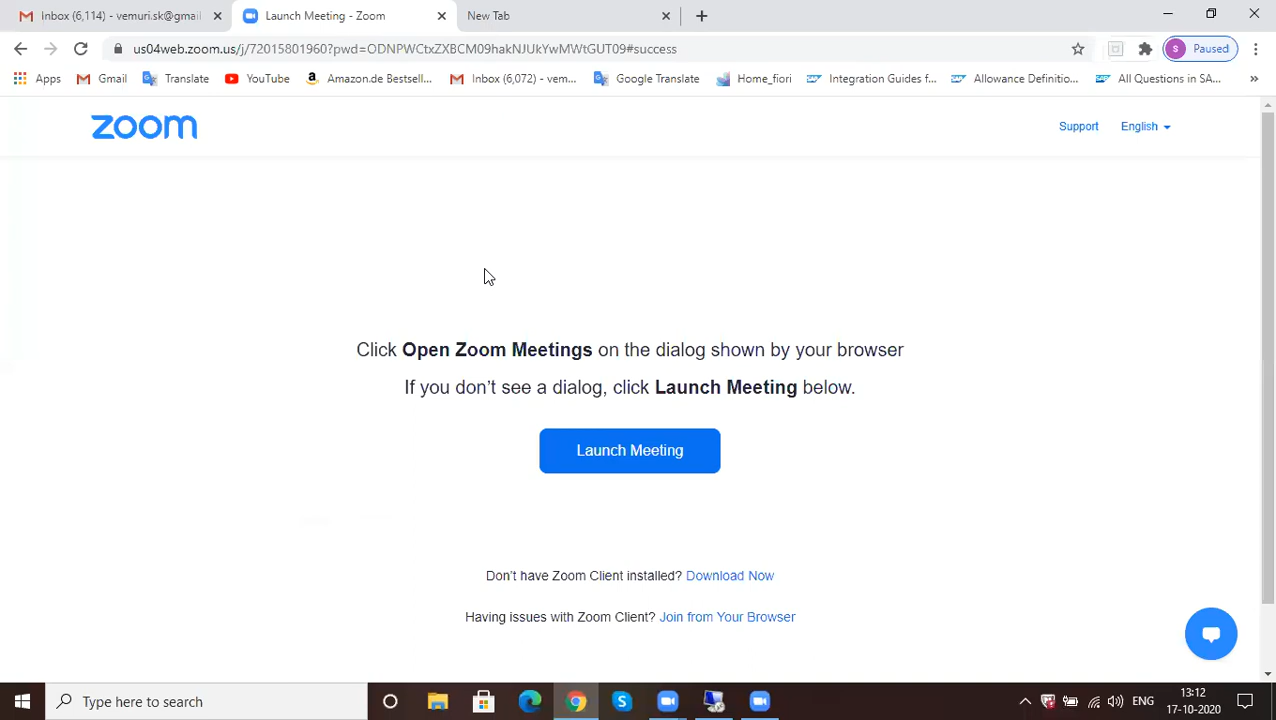 Inbox (6,114) - vemuri.sk@gmail
Launch Meeting - Zoom
New Tab
us04web.zoom.us/j/72015801960?pwd=ODNPWCtxZXBCM09hakNJUkYwMWtGUT09#success
S Paused
Apps Gmail Translate YouTube Amazon.de Bestsell... Inbox (6,072) - vem... Google Translate Home_fiori Integration Guides f... Allowance Definitio... All Questions in SA... »
zoom
Support English
Click Open Zoom Meetings on the dialog shown by your browser
If you don't see a dialog, click Launch Meeting below.
Launch Meeting
Don't have Zoom Client installed? Download Now
Having issues with Zoom Client? Join from Your Browser
Type here to search
ENG
13:12
17-10-2020